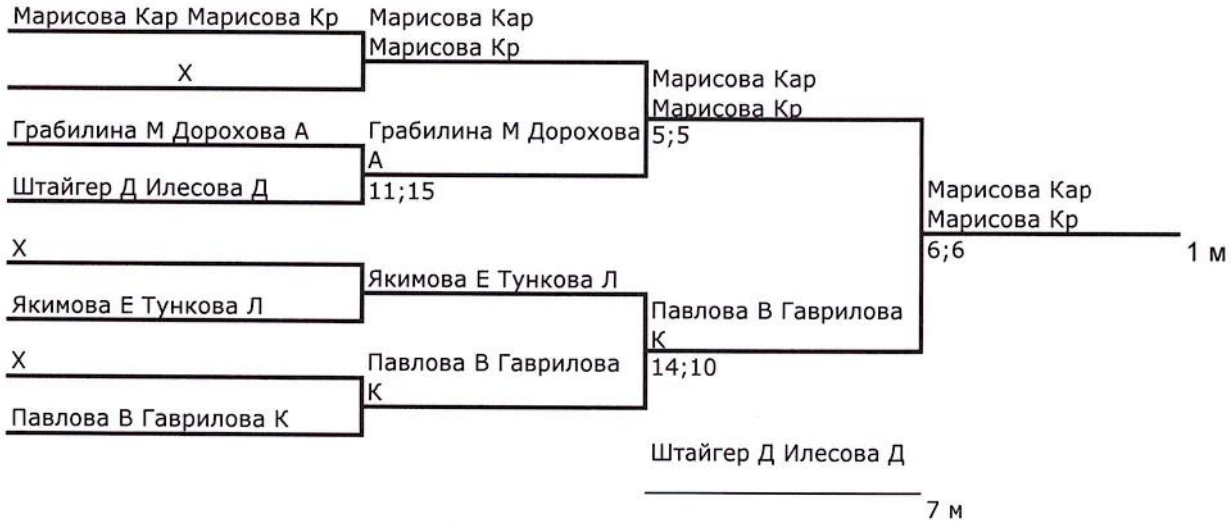 Марисова Кар Марисова Кр
Х
Грабилина М Дорохова А
Штайгер Д Илесова Д
Х
Якимова Е Тункова Л
Х
Павлова В Гаврилова К
Марисова Кар
Марисова Кр
Грабилина М Дорохова
А
11;15
Якимова Е Тункова Л
Павлова В Гаврилова
К
Марисова Кар
Марисова Кр
5;5
Павлова В Гаврилова
К
14;10
Марисова Кар
Марисова Кр
6;6
1 м
Штайгер Д Илесова Д
7 м